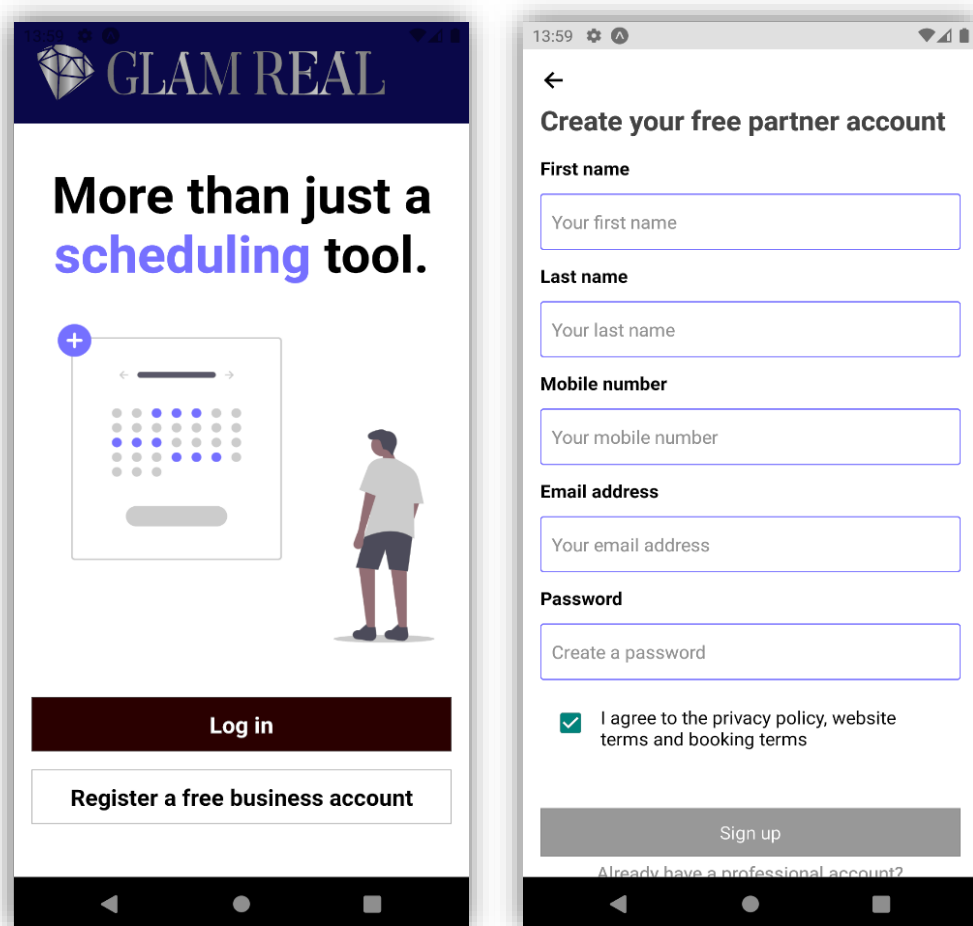 13:59
GLAM REAL
More than just a
scheduling tool.
Log in
Register a free business account
13:59
Create your free partner account
First name
Your first name
Last name
Your last name
Mobile number
Your mobile number
Email address
Your email address
Password
Create a password
I agree to the privacy policy, website
terms and booking terms
Sign up
Already have a professional account?